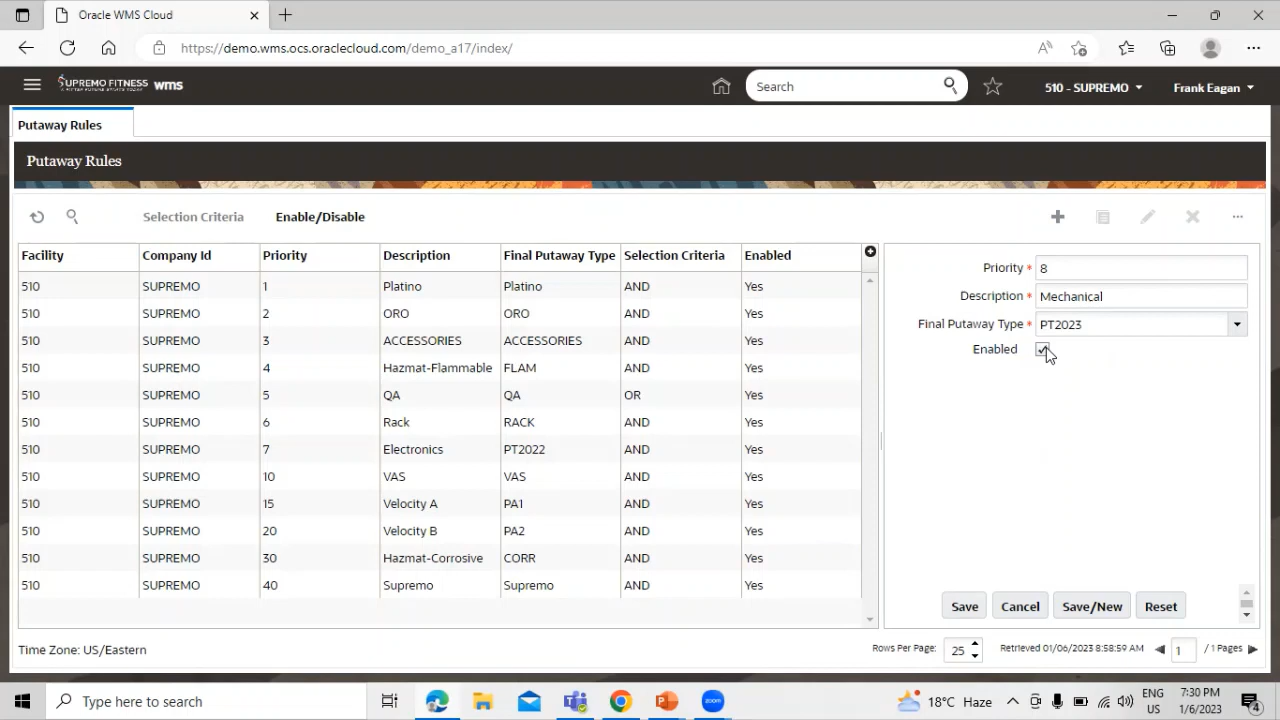 Oracle WMS Cloud
https://demo.wms.ocs.oraclecloud.com/demo_a17/index/
SUPREMO FITNESS wms
Search
510 - SUPREMO
Frank Eagan
Putaway Rules
Putaway Rules
Selection Criteria Enable/Disable
Facility Company Id Priority Description Final Putaway Type Selection Criteria Enabled
510 SUPREMO 1 Platino Platino AND Yes
510 SUPREMO 2 ORO ORO AND Yes
510 SUPREMO 3 ACCESSORIES ACCESSORIES AND Yes
510 SUPREMO 4 Hazmat-Flammable FLAM AND Yes
510 SUPREMO 5 QA QA OR Yes
510 SUPREMO 6 Rack RACK AND Yes
510 SUPREMO 7 Electronics PT2022 AND Yes
510 SUPREMO 10 VAS VAS AND Yes
510 SUPREMO 15 Velocity A PA1 AND Yes
510 SUPREMO 20 Velocity B PA2 AND Yes
510 SUPREMO 30 Hazmat-Corrosive CORR AND Yes
510 SUPREMO 40 Supremo Supremo AND Yes
Priority * 8
Description * Mechanical
Final Putaway Type * PT2023
Enabled
Save Cancel Save/New Reset
Time Zone: US/Eastern
Rows Per Page: 25 Retrieved 01/06/2023 8:58:59 AM 1 / 1 Pages
Type here to search
zoom
18°C Haze
ENG
US
7:30 PM
1/6/2023
4